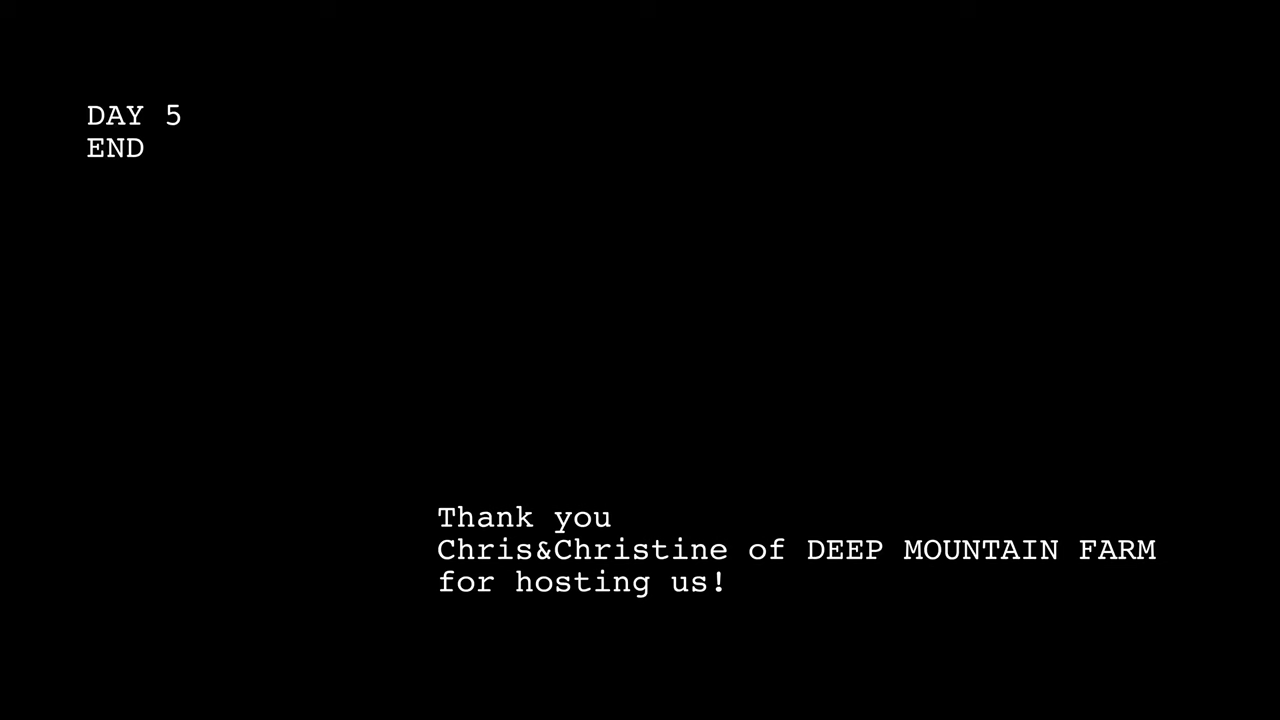 DAY 5
END
Thank you
Chris&Christine of DEEP MOUNTAIN FARM
for hosting us!